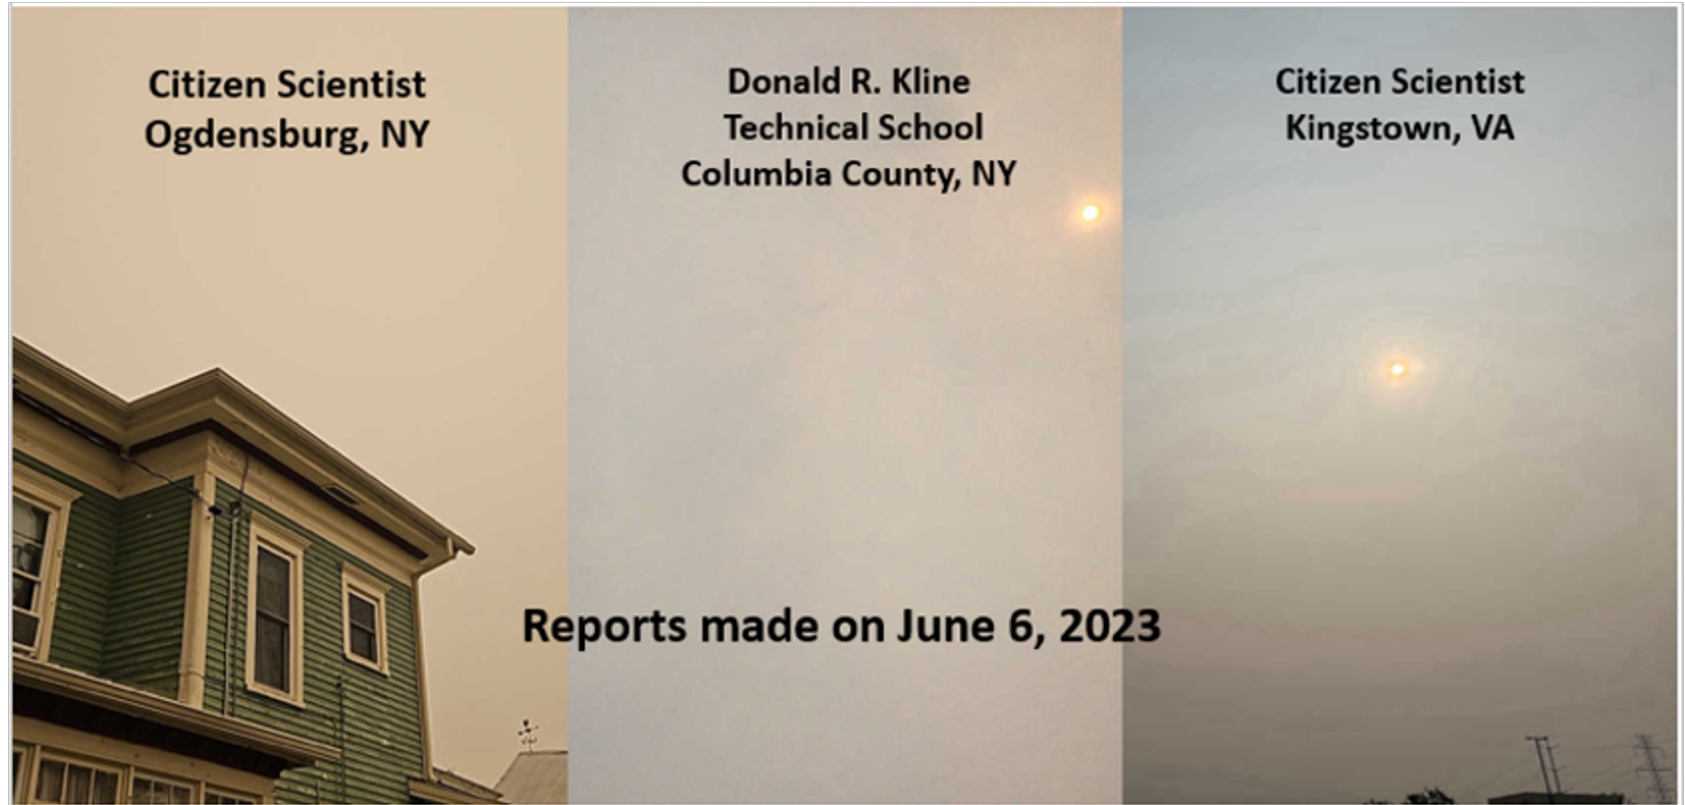 Citizen Scientist
Ogdensburg, NY
Donald R. Kline
Technical School
Columbia County, NY
Citizen Scientist
Kingstown, VA
Reports made on June 6, 2023